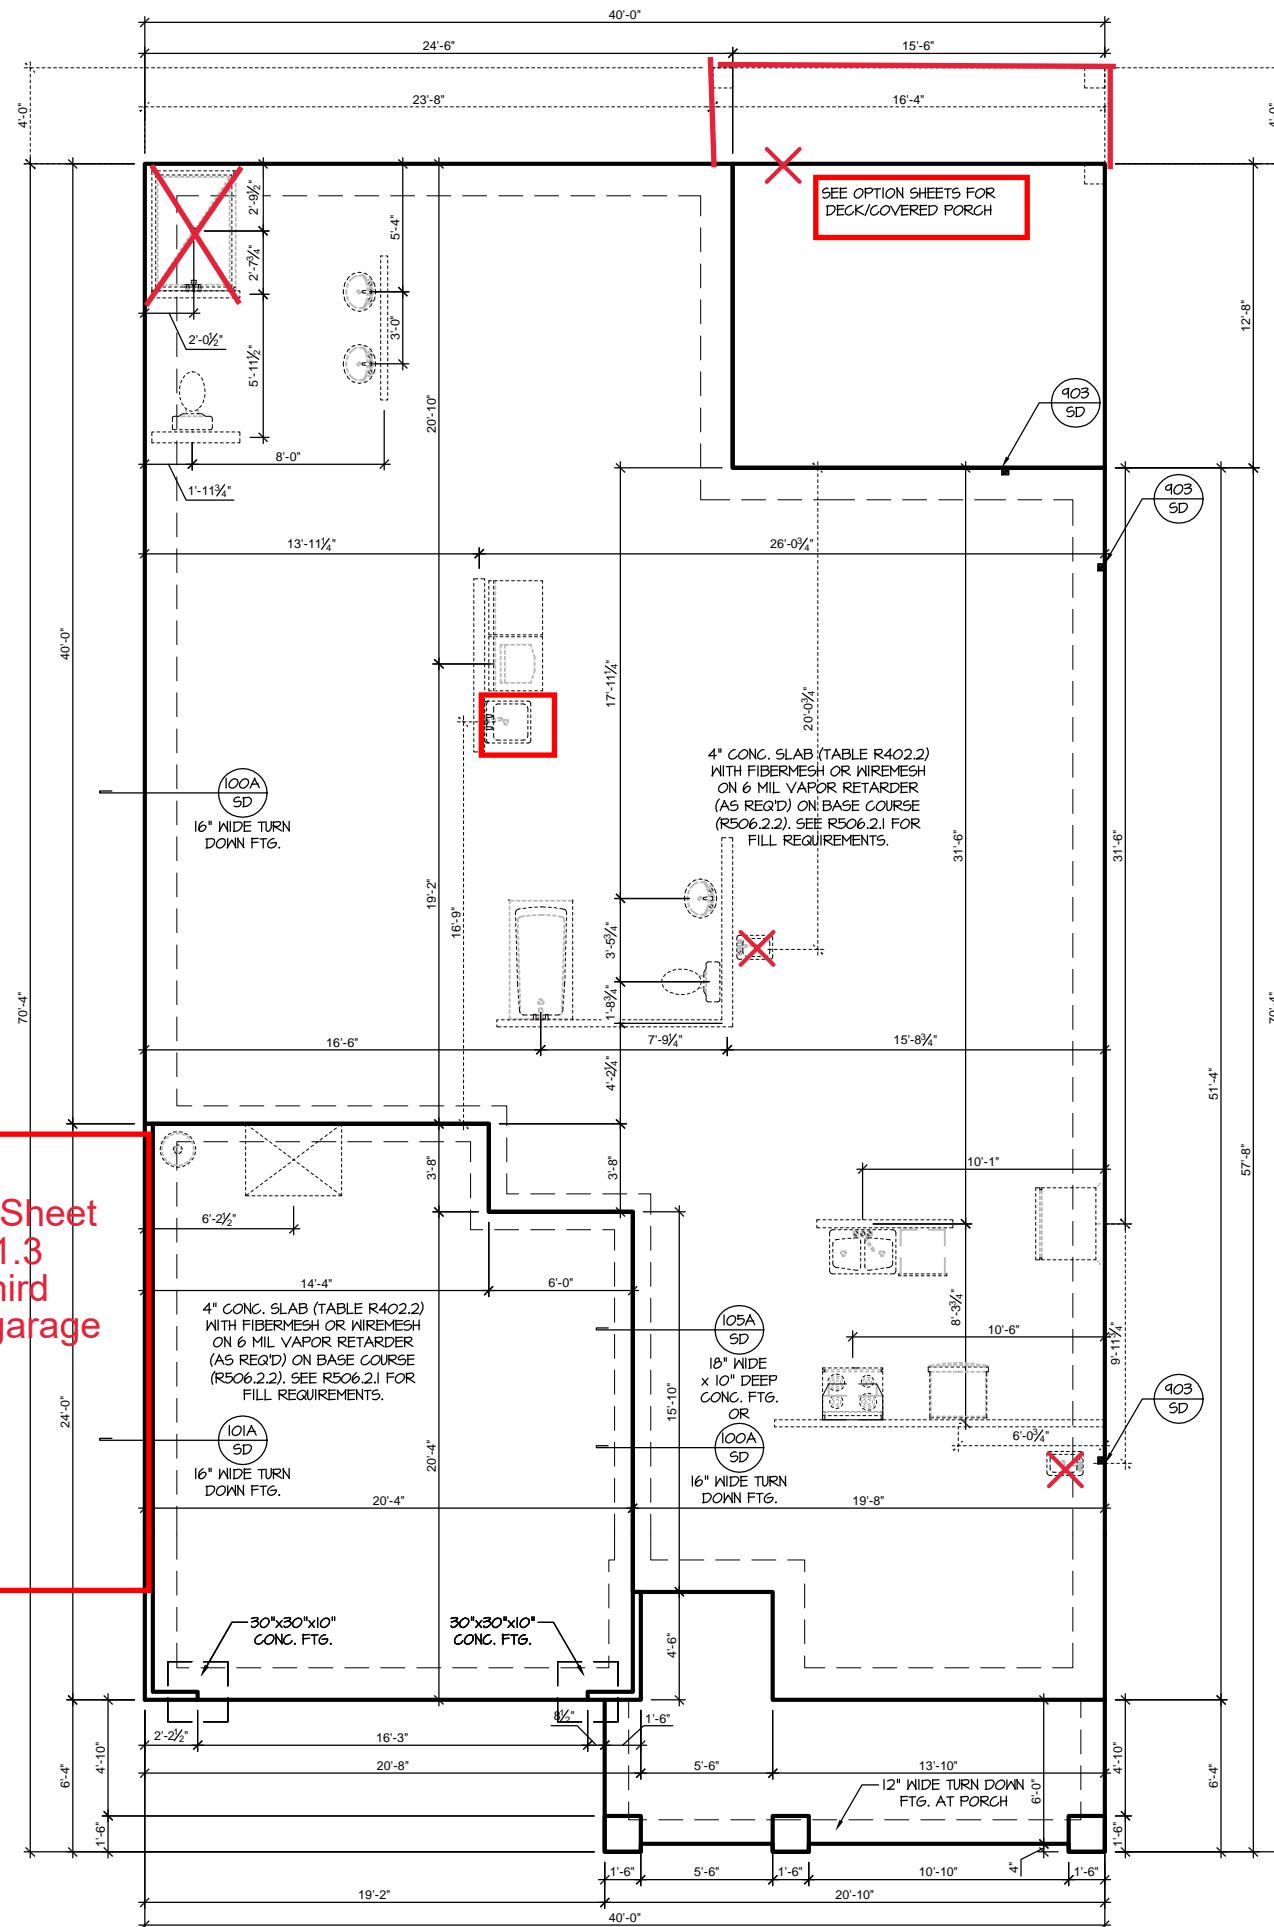 40'-0"
24'-6"
15'-6"
23'-8"
16'-4"
4'-0"
4'-0"
SEE OPTION SHEETS FOR
DECK/COVERED PORCH
2'-9½"
2'-7¾"
5'-11½"
2'-0½"
5'-4"
3'-0"
8'-0"
1'-11¾"
20'-10"
12'-8"
903
SD
903
SD
13'-11¼"
26'-0¾"
40'-0"
17'-11¼"
20'-0¾"
4" CONC. SLAB (TABLE R402.2)
WITH FIBERMESH OR WIREMESH
ON 6 MIL VAPOR RETARDER
(AS REQ'D) ON BASE COURSE
(R506.2.2). SEE R506.2.1 FOR
FILL REQUIREMENTS.
100A
SD
16" WIDE TURN
DOWN FTG.
31'-6"
31'-6"
19'-2"
16'-9"
3'-5¾"
1'-8¾"
4'-2¼"
70'-4"
70'-4"
16'-6"
7'-9¼"
15'-8¾"
51'-4"
57'-8"
3'-8"
3'-8"
10'-1"
Sheet
1.3
hird
garage
6'-2½"
14'-4"
6'-0"
4" CONC. SLAB (TABLE R402.2)
WITH FIBERMESH OR WIREMESH
ON 6 MIL VAPOR RETARDER
(AS REQ'D) ON BASE COURSE
(R506.2.2). SEE R506.2.1 FOR
FILL REQUIREMENTS.
105A
SD
18" WIDE
x 10" DEEP
CONC. FTG.
OR
100A
SD
16" WIDE TURN
DOWN FTG.
8'-3¾"
10'-6"
9'-11¾"
6'-0¾"
903
SD
24'-0"
15'-10"
101A
SD
16" WIDE TURN
DOWN FTG.
20'-4"
20'-4"
19'-8"
30"x30"x10"
CONC. FTG.
30"x30"x10"
CONC. FTG.
4'-6"
2'-2½"
16'-3"
8½"
1'-6"
20'-8"
5'-6"
13'-10"
6'-4"
4'-10"
1'-6"
12" WIDE TURN DOWN
FTG. AT PORCH
6'-0"
4'-10"
6'-4"
1'-6"
4"
1'-6"
5'-6"
1'-6"
10'-10"
1'-6"
19'-2"
20'-10"
40'-0"